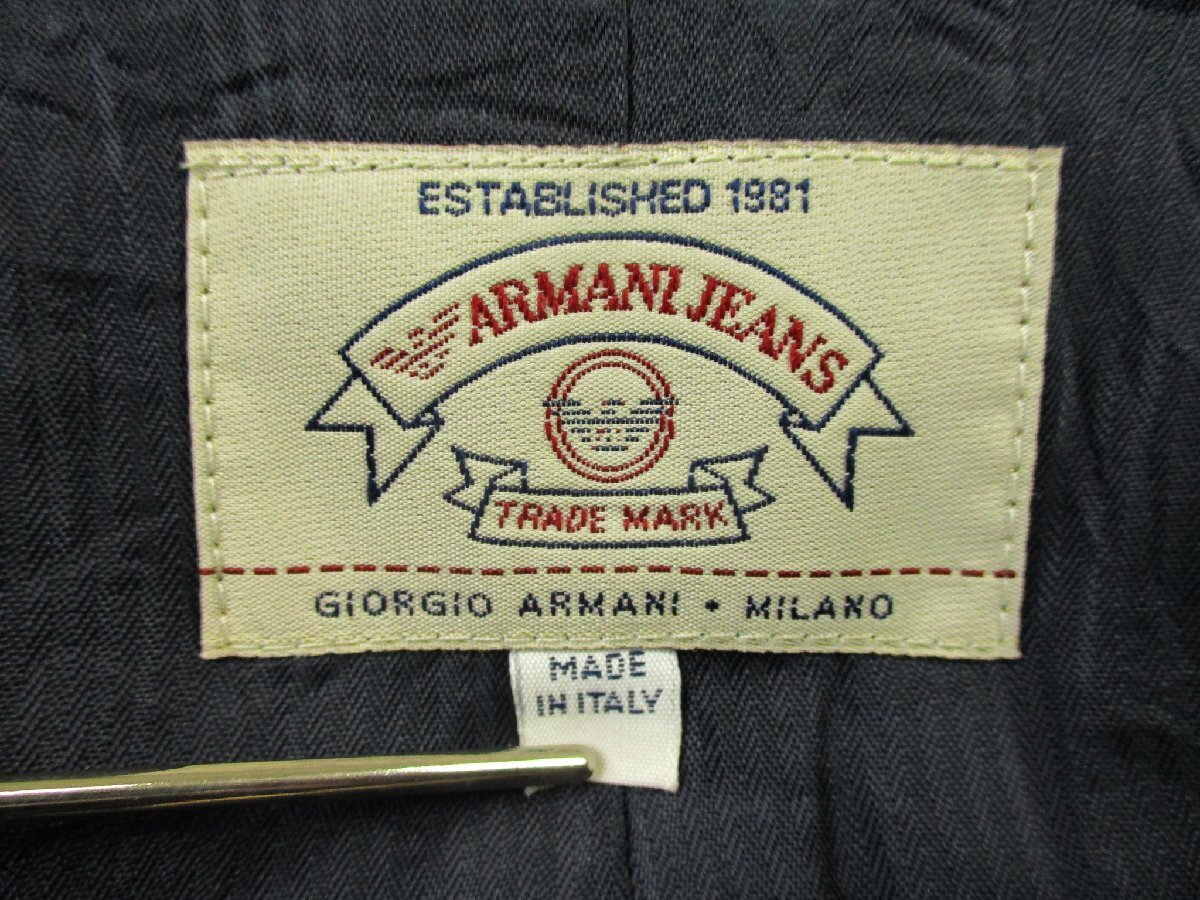 ESTABLISHED 1981
ARMANI JEANS
TRADE MARK
GIORGIO ARMANI • MILANO
MADE
IN ITALY